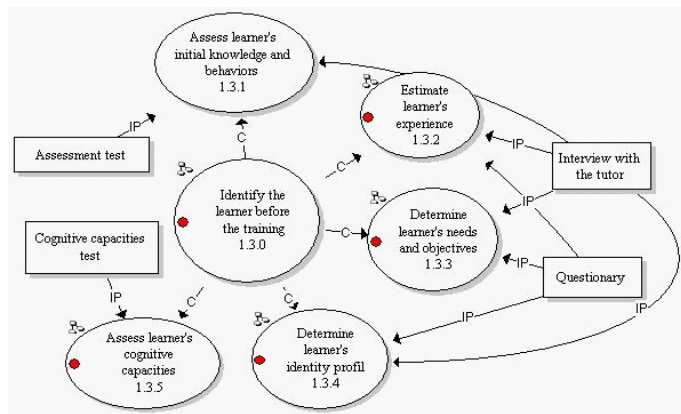 Assess learner's
initial knowledge and
behaviors
1.3.1
Estimate
learner's
experience
1.3.2
IP
Assessment test
C
IP
Interview with
the tutor
C
Identify the
learner before
the training
1.3.0
IP
Determine
learner's needs
and objectives
1.3.3
C
Cognitive capacities
test
IP
Questionary
IP
C
C
IP
IP
Assess learner's
cognitive
capacities
1.3.5
Determine
learner's
identity profil
1.3.4